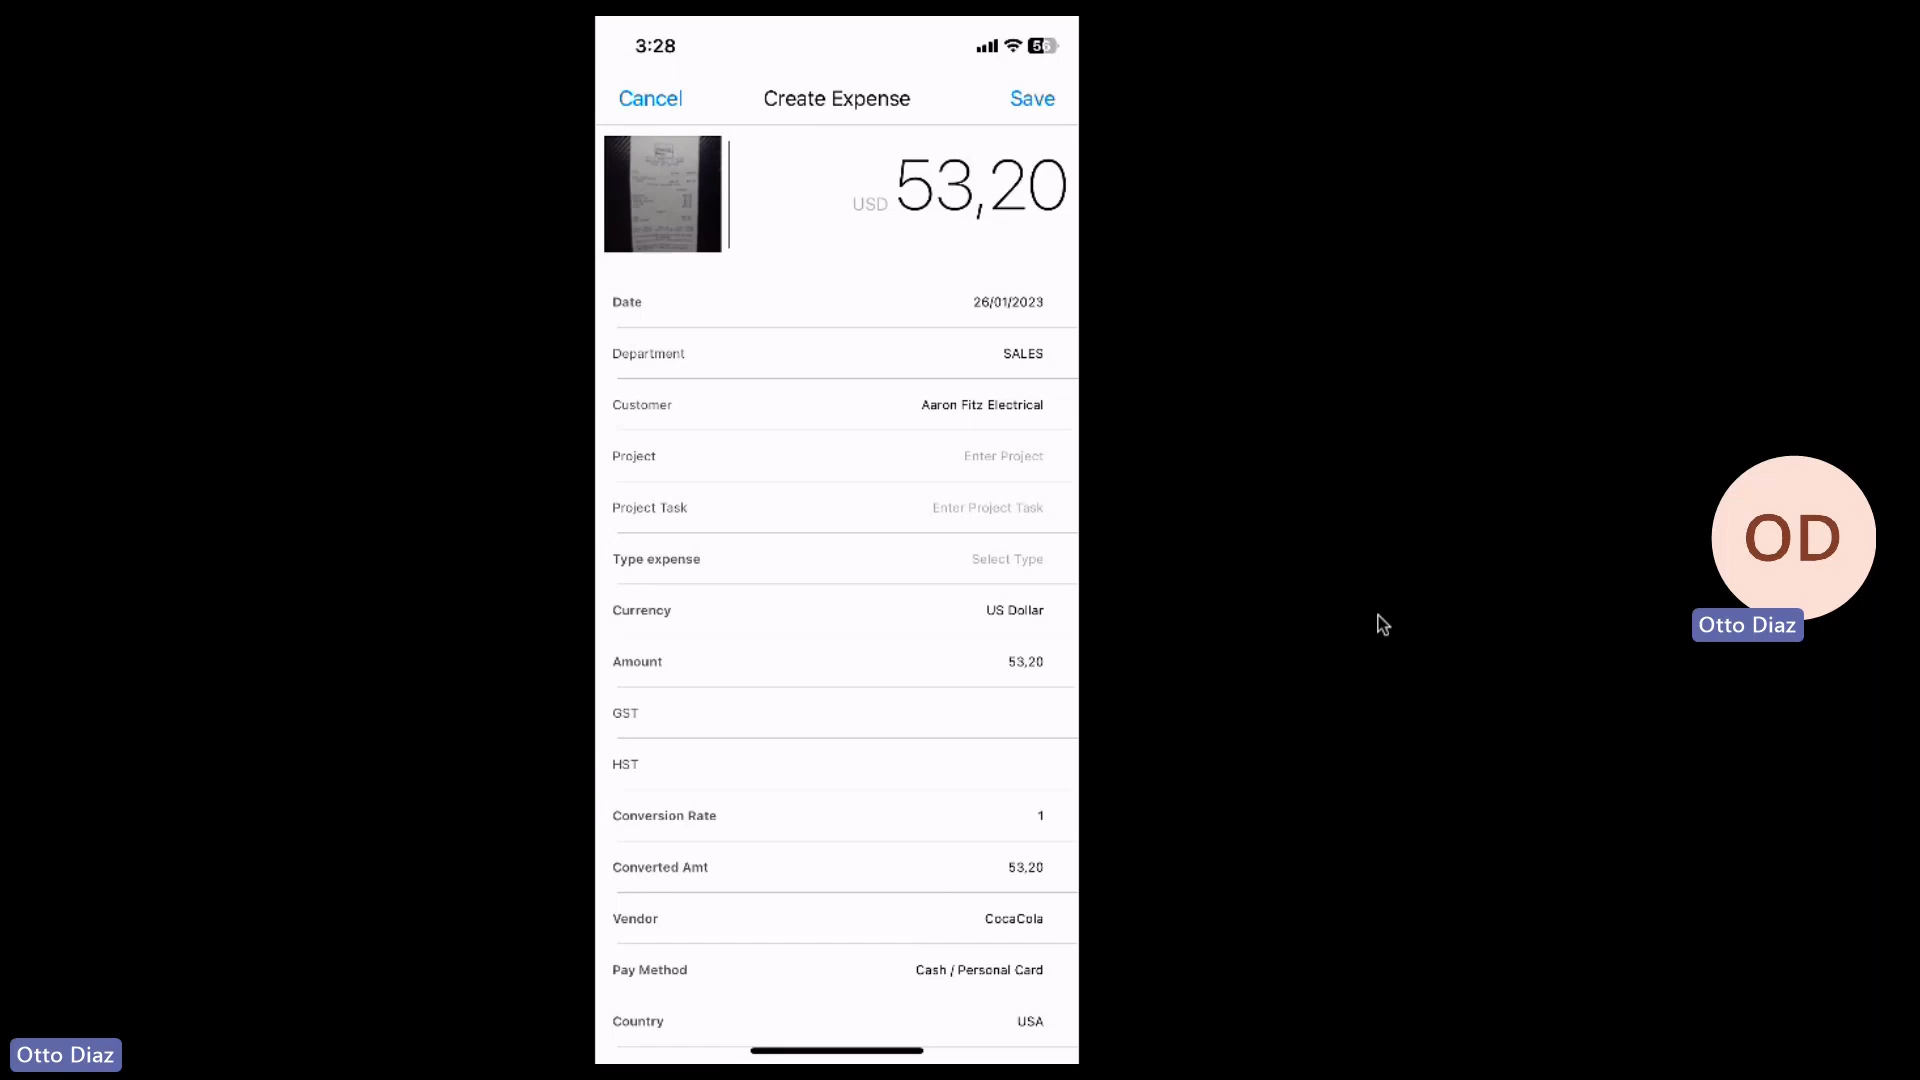 3:28
56
Cancel Create Expense Save
USD 53,20
Date 26/01/2023
Department SALES
Customer Aaron Fitz Electrical
Project Enter Project
Project Task Enter Project Task
Type expense Select Type
Currency US Dollar
Amount 53,20
GST
HST
Conversion Rate 1
Converted Amt 53,20
Vendor CocaCola
Pay Method Cash / Personal Card
Country USA
OD
Otto Diaz
Otto Diaz